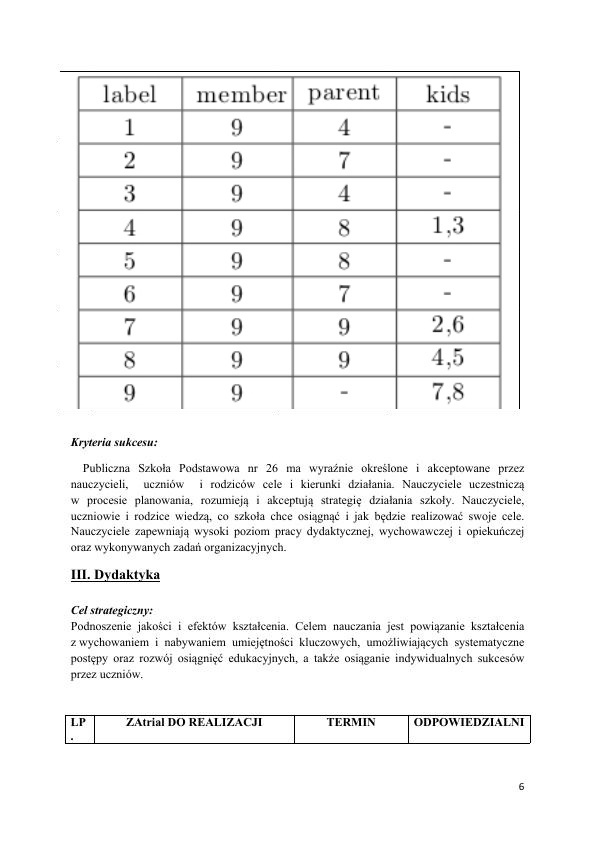 label member parent kids
1 9 4 -
2 9 7 -
3 9 4 -
4 9 8 1,3
5 9 8 -
6 9 7 -
7 9 9 2,6
8 9 9 4,5
9 9 - 7,8
Kryteria sukcesu:
Publiczna Szkoła Podstawowa nr 26 ma wyraźnie określone i akceptowane przez
nauczycieli, uczniów i rodziców cele i kierunki działania. Nauczyciele uczestniczą
w procesie planowania, rozumieją i akceptują strategię działania szkoły. Nauczyciele,
uczniowie i rodzice wiedzą, co szkoła chce osiągnąć i jak będzie realizować swoje cele.
Nauczyciele zapewniają wysoki poziom pracy dydaktycznej, wychowawczej i opiekuńczej
oraz wykonywanych zadań organizacyjnych.
III. Dydaktyka
Cel strategiczny:
Podnoszenie jakości i efektów kształcenia. Celem nauczania jest powiązanie kształcenia
z wychowaniem i nabywaniem umiejętności kluczowych, umożliwiających systematyczne
postępy oraz rozwój osiągnięć edukacyjnych, a także osiąganie indywidualnych sukcesów
przez uczniów.
LP ZAtrial DO REALIZACJI TERMIN ODPOWIEDZIALNI
.
6